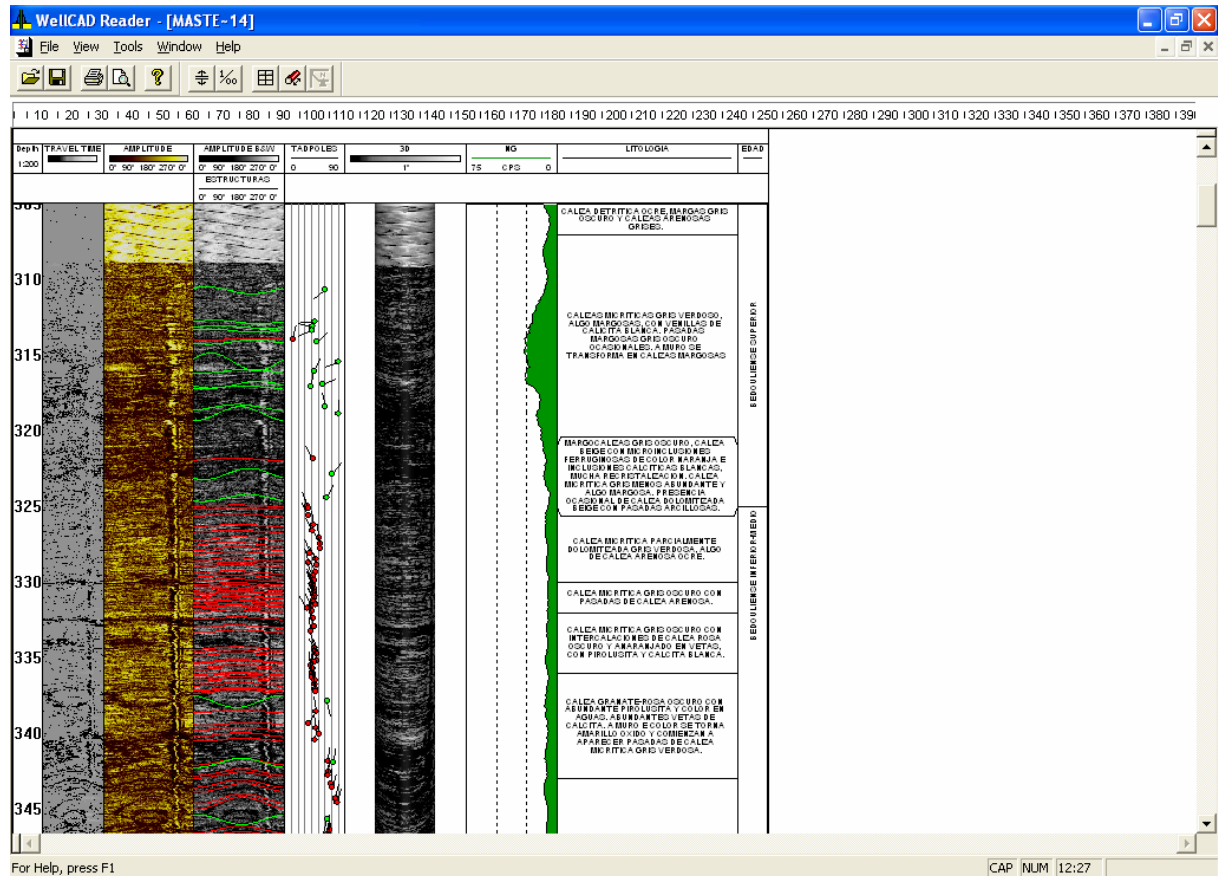 WellCAD Reader - [MASTE~14]
File View Tools Window Help
10 20 30 40 50 60 70 80 90 100 110 120 130 140 150 160 170 180 190 200 210 220 230 240 250 260 270 280 290 300 310 320 330 340 350 360 370 380
Depth TRAVEL TIME AMPLITUDE AMPLITUDE B&W TADPOLES 3D NG LITOLOGIA EDAD
1:200 0° 90° 180° 270° 0° 0° 90° 180° 270° 0° 0 90 1° 75 CPS 0
ESTRUCTURAS
0° 90° 180° 270° 0°
305
310
315
320
325
330
335
340
345
CALIZA DETRITICA OCRE, MARGAS GRIS
OSCURO Y CALIZAS ARENOSAS
GRISES.
CALIZAS MICRITICAS GRIS VERDOSO,
ALGO MARGOSAS, CON VENILLAS DE
CALCITA BLANCA. PASADAS
MARGOSAS GRIS OSCURO
OCASIONALES. A MURO SE
TRANSFORMA EN CALIZAS MARGOSAS
MARGOCALIZAS GRIS OSCURO, CALIZA
BEIGE CON MICROINCLUSIONES
FERRUGINOSAS DE COLOR NARANJA E
INCLUSIONES CALCITICAS BLANCAS,
MUCHA RECRISTALIZACION. CALIZA
MICRITICA GRIS MENOS ABUNDANTE Y
ALGO MARGOSA. PRESENCIA
OCASIONAL DE CALIZA DOLOMITIZADA
BEIGE CON PASADAS ARCILLOSAS.
CALIZA MICRITICA PARCIALMENTE
DOLOMITIZADA GRIS VERDOSA, ALGO
DE CALIZA ARENOSA OCRE.
CALIZA MICRITICA GRIS OSCURO CON
PASADAS DE CALIZA ARENOSA.
CALIZA MICRITICA GRIS OSCURO CON
INTERCALACIONES DE CALIZA ROSA
OSCURO Y ANARANJADO EN VETAS,
CON PIROLUSITA Y CALCITA BLANCA.
CALIZA GRANATE-ROSA OSCURO CON
ABUNDANTE PIROLUSITA Y COLOR EN
AGUAS. ABUNDANTES VETAS DE
CALCITA. A MURO E COLOR SE TORNA
AMARILLO OXIDO Y COMIENZAN A
APARECER PASADAS DE CALIZA
MICRITICA GRIS VERDOSA.
BEDOULIENSE SUPERIOR
BEDOULIENSE INFERIOR-MEDIO
For Help, press F1
CAP NUM 12:27